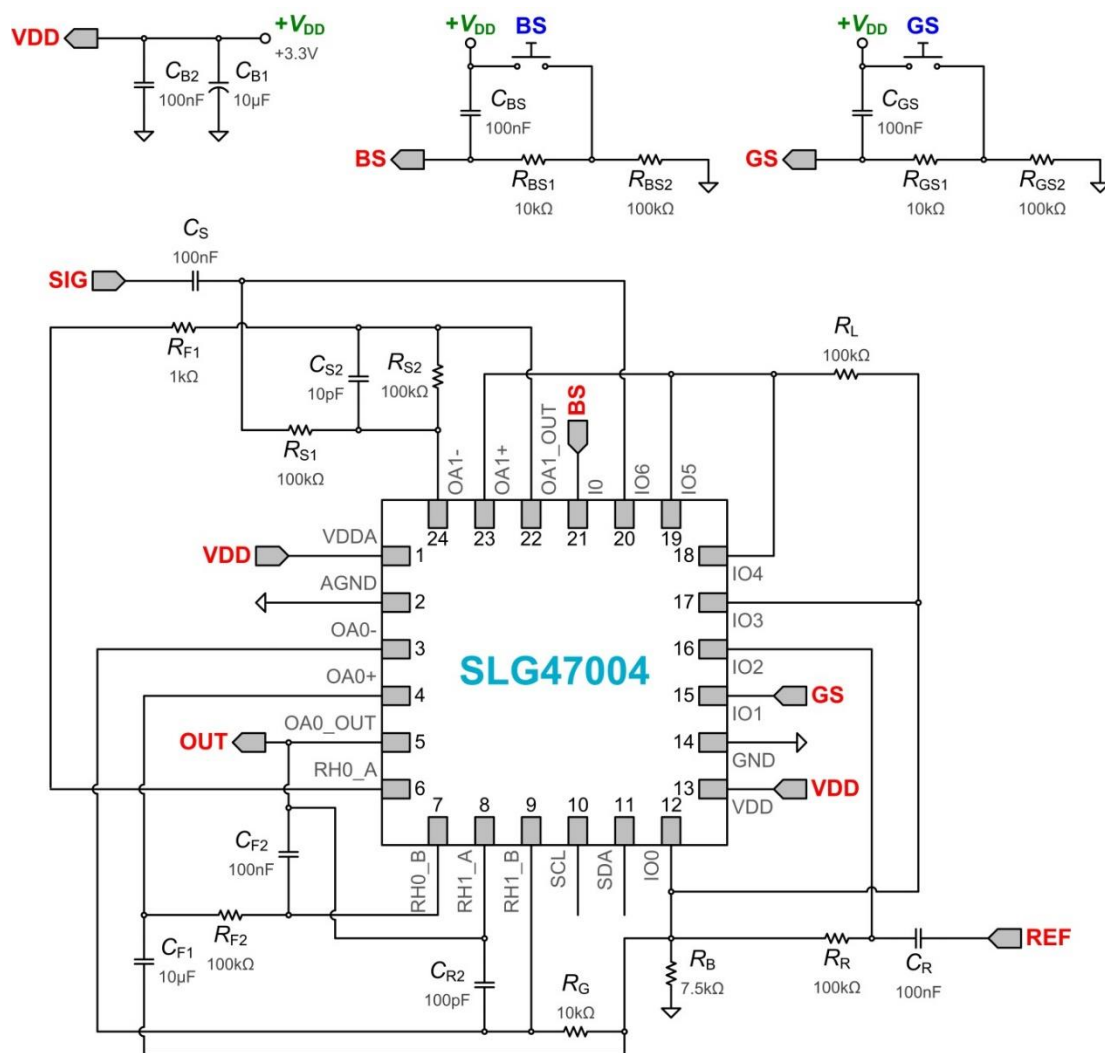 +VDD
BS
+VDD
GS
VDD
+3.3V
CB2
100nF
CB1
10µF
CBS
100nF
CGS
100nF
BS
RBS1
10kΩ
RBS2
100kΩ
GS
RGS1
10kΩ
RGS2
100kΩ
CS
100nF
SIG
RF1
1kΩ
CS2
10pF
RS2
100kΩ
RL
100kΩ
RS1
100kΩ
BS
OA1-
OA1+
OA1_OUT
I0
IO6
IO5
24
23
22
21
20
19
VDD
VDDA
1
18
IO4
AGND
2
17
IO3
OA0-
3
SLG47004
16
IO2
OA0+
4
15
IO1
GS
OUT
OA0_OUT
5
14
GND
RH0_A
6
13
VDD
VDD
7
8
9
10
11
12
RH0_B
RH1_A
RH1_B
SCL
SDA
IO0
CF2
100nF
RF2
100kΩ
CF1
10µF
CR2
100pF
RG
10kΩ
RB
7.5kΩ
RR
100kΩ
CR
100nF
REF